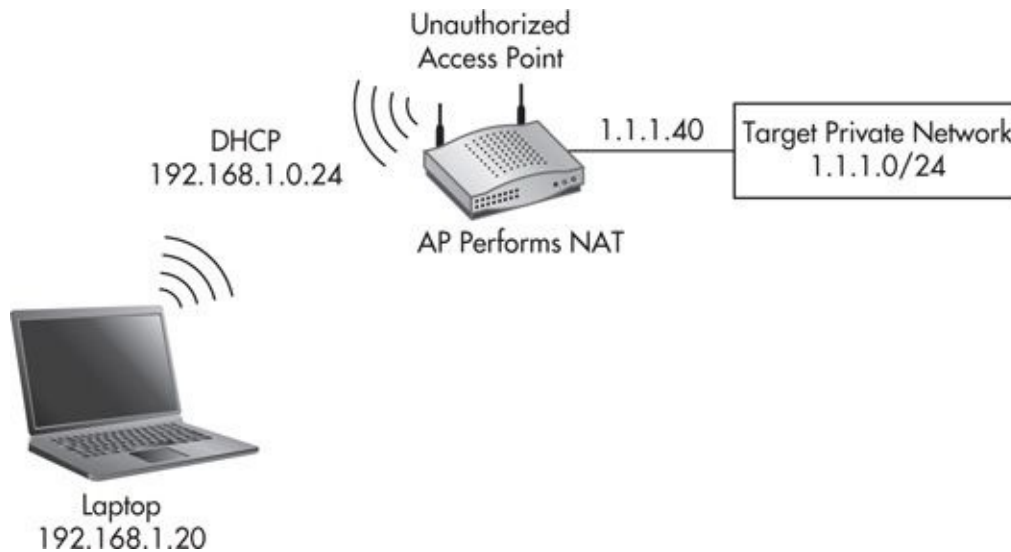 Unauthorized
Access Point
DHCP
192.168.1.0.24
1.1.1.40
Target Private Network
1.1.1.0/24
AP Performs NAT
Laptop
192.168.1.20